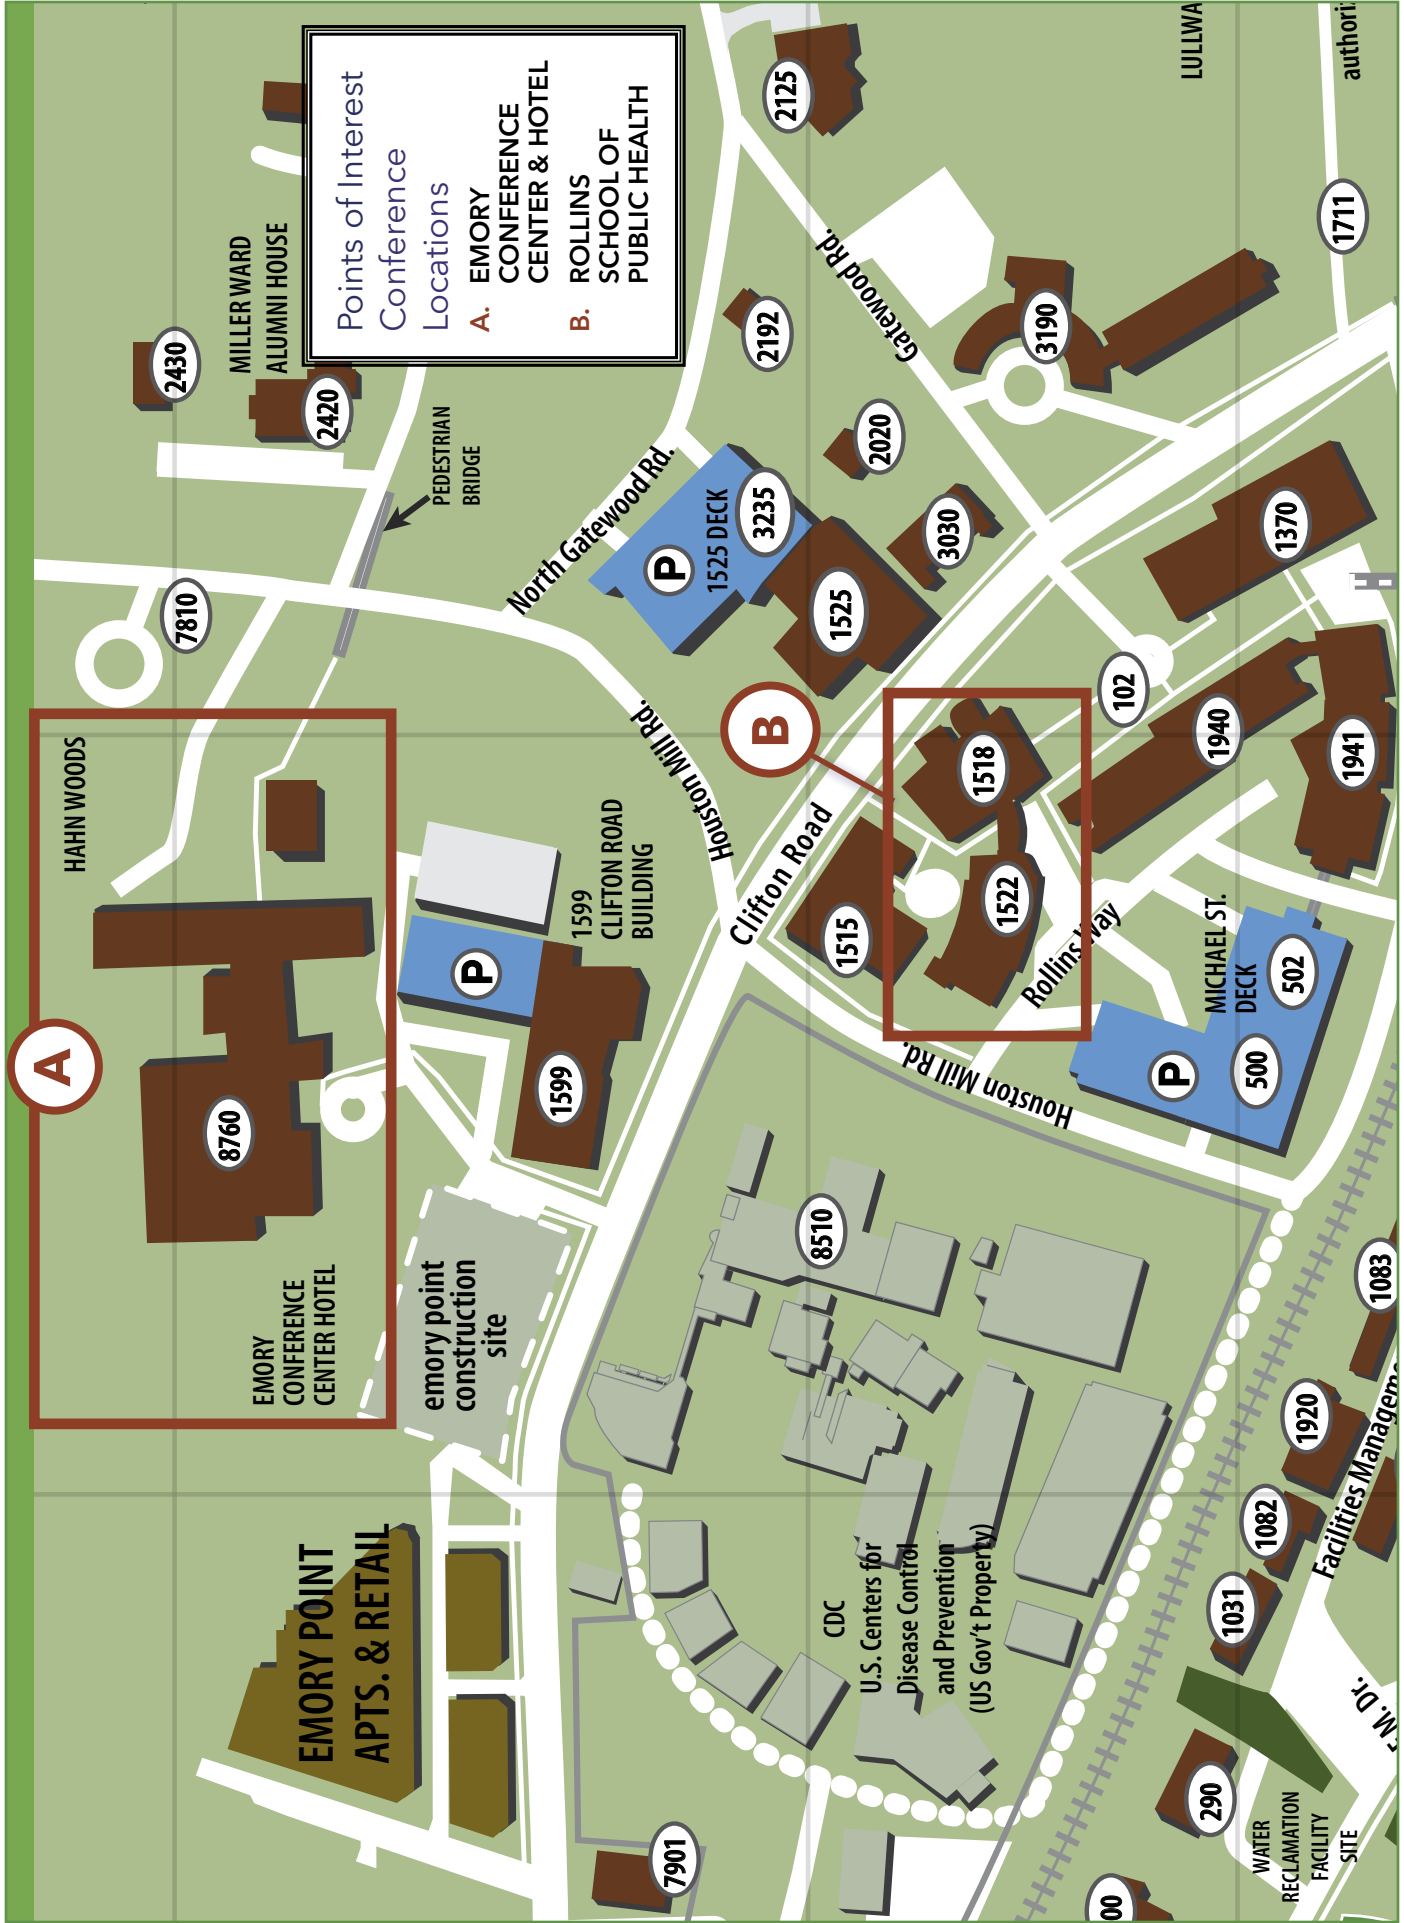 EMORY POINT
APTS. & RETAIL
EMORY
CONFERENCE
CENTER HOTEL
A
8760
HAHN WOODS
7810
2430
MILLER WARD
ALUMNI HOUSE
2420
PEDESTRIAN
BRIDGE
Points of Interest
Conference
Locations
A. EMORY
CONFERENCE
CENTER & HOTEL
B. ROLLINS
SCHOOL OF
PUBLIC HEALTH
emory point
construction
site
P
1599
1599
CLIFTON ROAD
BUILDING
Houston Mill Rd.
North Gatewood Rd.
P
1525 DECK
3235
2192
2125
Gatewood Rd.
2020
3030
1525
B
Clifton Road
7901
CDC
U.S. Centers for
Disease Control
and Prevention
(US Gov't Property)
8510
Houston Mill Rd.
1515
1518
1522
Rollins Way
102
3190
1940
1370
1941
1711
LULLWA
authori
MICHAEL ST.
DECK
P
500
502
00
290
WATER
RECLAMATION
FACILITY
SITE
1031
1082
1920
1083
Facilities Manageme
F.M. Dr.